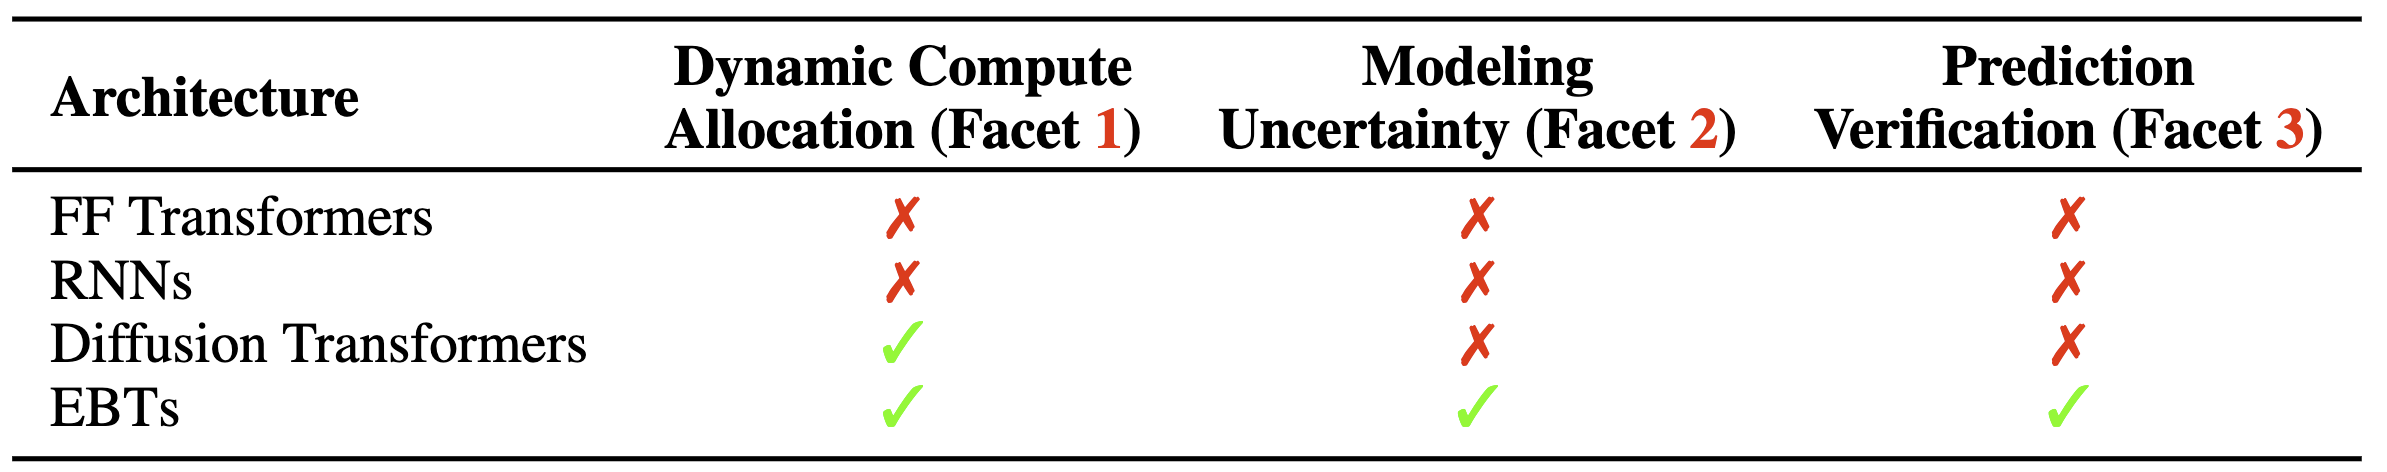 Architecture
Dynamic Compute
Allocation (Facet 1)
Modeling
Uncertainty (Facet 2)
Prediction
Verification (Facet 3)
FF Transformers ✗ ✗ ✗
RNNs ✗ ✗ ✗
Diffusion Transformers ✓ ✗ ✗
EBTs ✓ ✓ ✓